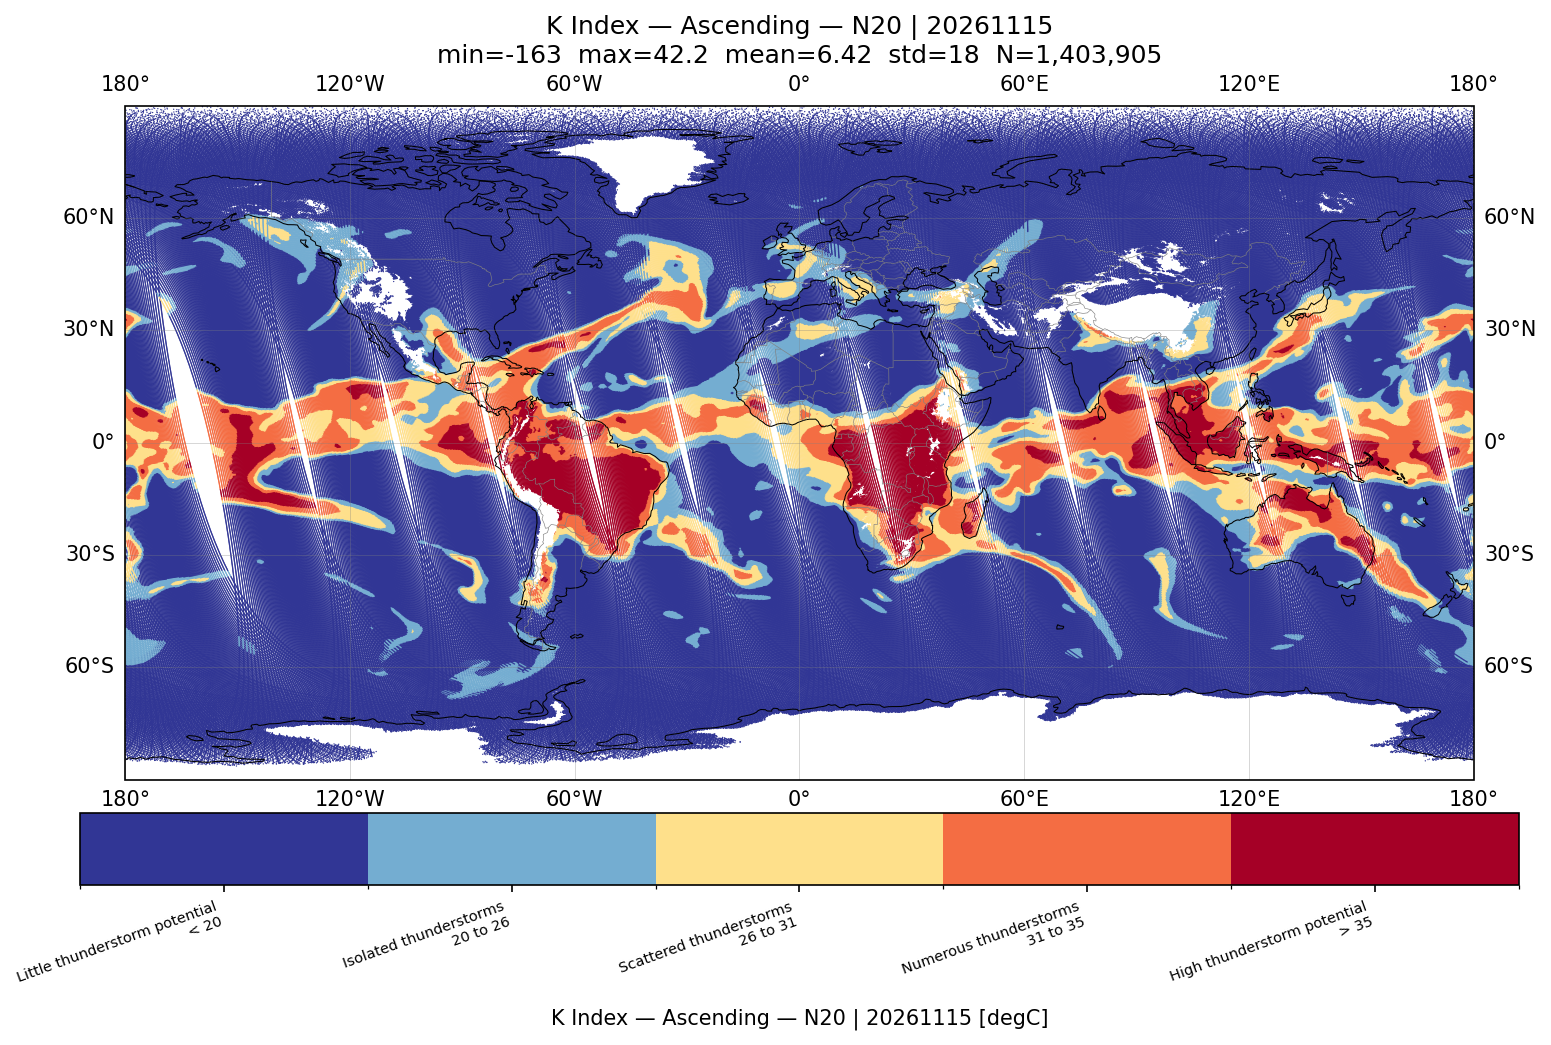 K Index — Ascending — N20 | 20261115
min=-163  max=42.2  mean=6.42  std=18  N=1,403,905
180° 120°W 60°W 0° 60°E 120°E 180°
60°N 60°N
30°N 30°N
0° 0°
30°S 30°S
60°S 60°S
180° 120°W 60°W 0° 60°E 120°E 180°
Little thunderstorm potential
< 20
Isolated thunderstorms
20 to 26
Scattered thunderstorms
26 to 31
Numerous thunderstorms
31 to 35
High thunderstorm potential
> 35
K Index — Ascending — N20 | 20261115 [degC]